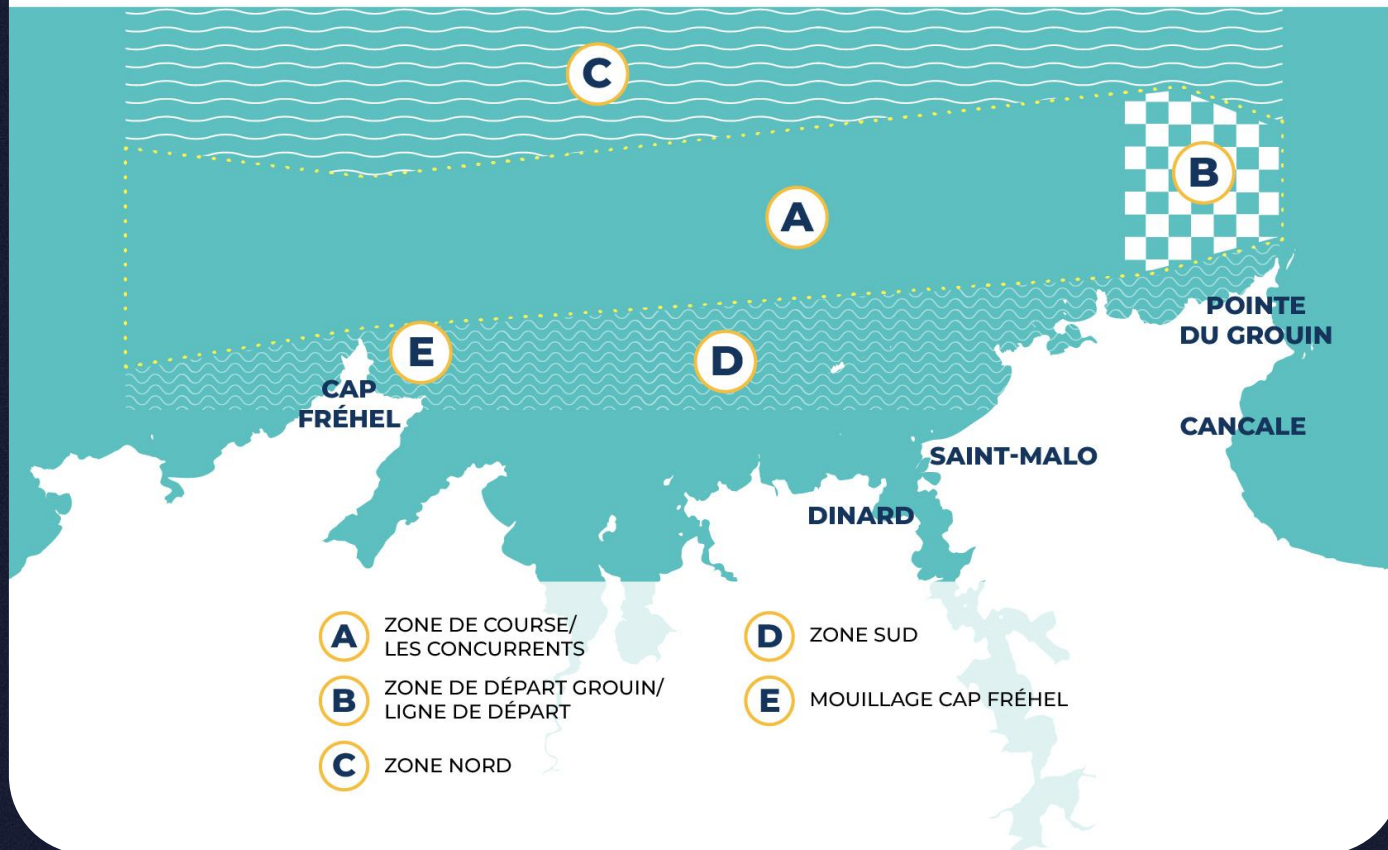 C
B
A
E
D
POINTE
DU GROUIN
CAP
FRÉHEL
CANCALE
SAINT-MALO
DINARD
A ZONE DE COURSE/
LES CONCURRENTS
B ZONE DE DÉPART GROUIN/
LIGNE DE DÉPART
C ZONE NORD
D ZONE SUD
E MOUILLAGE CAP FRÉHEL